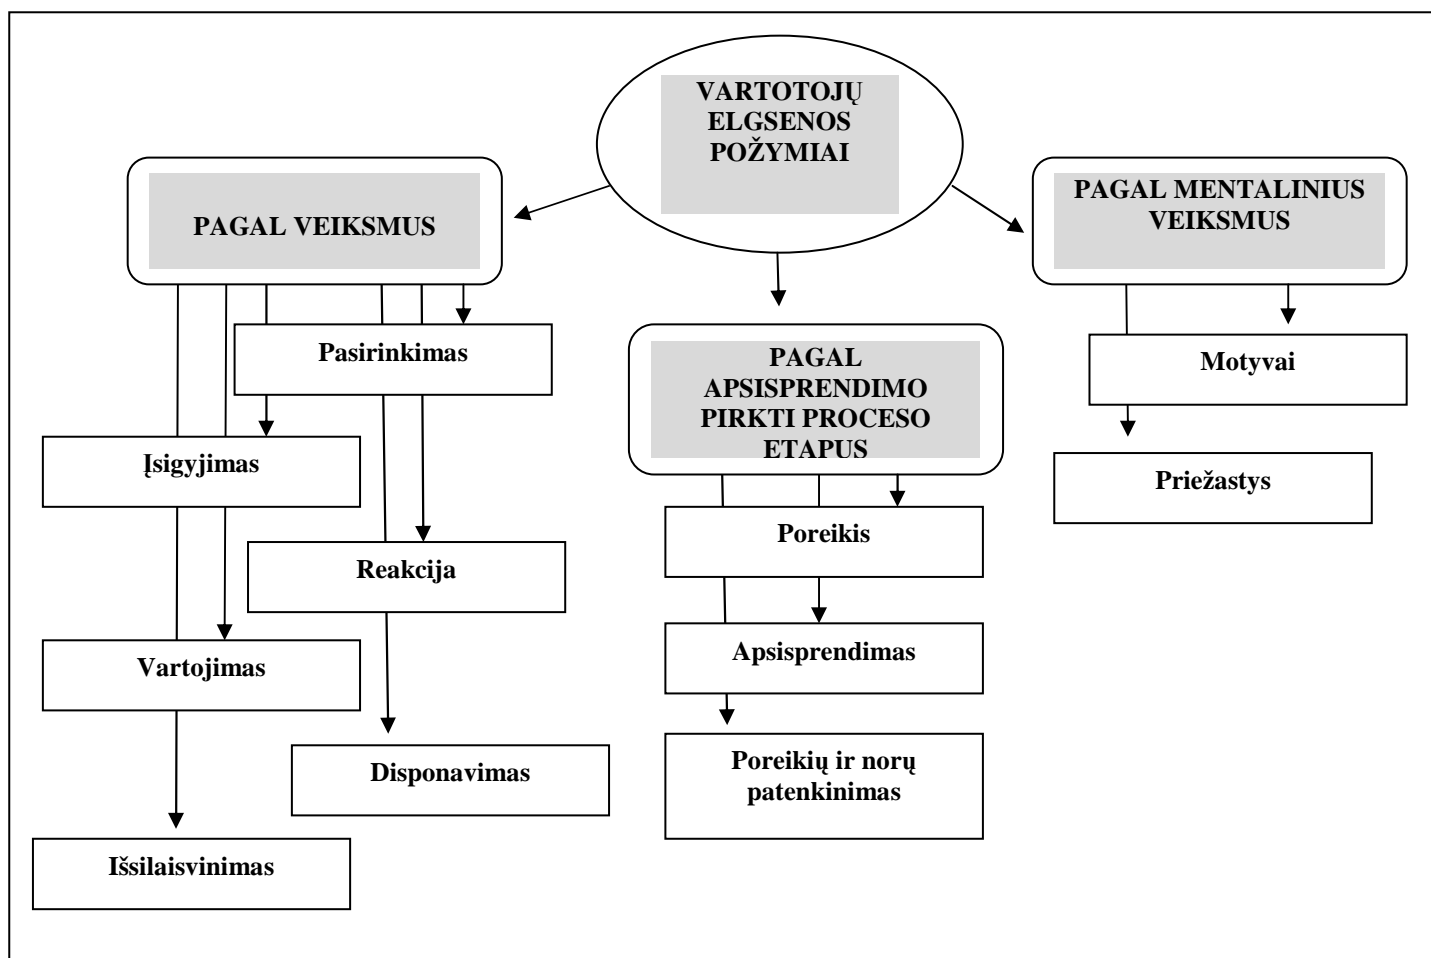 VARTOTOJŲ
ELGSENOS
POŽYMIAI
PAGAL VEIKSMUS
PAGAL MENTALINIUS
VEIKSMUS
PAGAL
APSISPRENDIMO
PIRKTI PROCESO
ETAPUS
Pasirinkimas
Įsigyjimas
Reakcija
Vartojimas
Disponavimas
Išsilaisvinimas
Poreikis
Apsisprendimas
Poreikių ir norų
patenkinimas
Motyvai
Priežastys